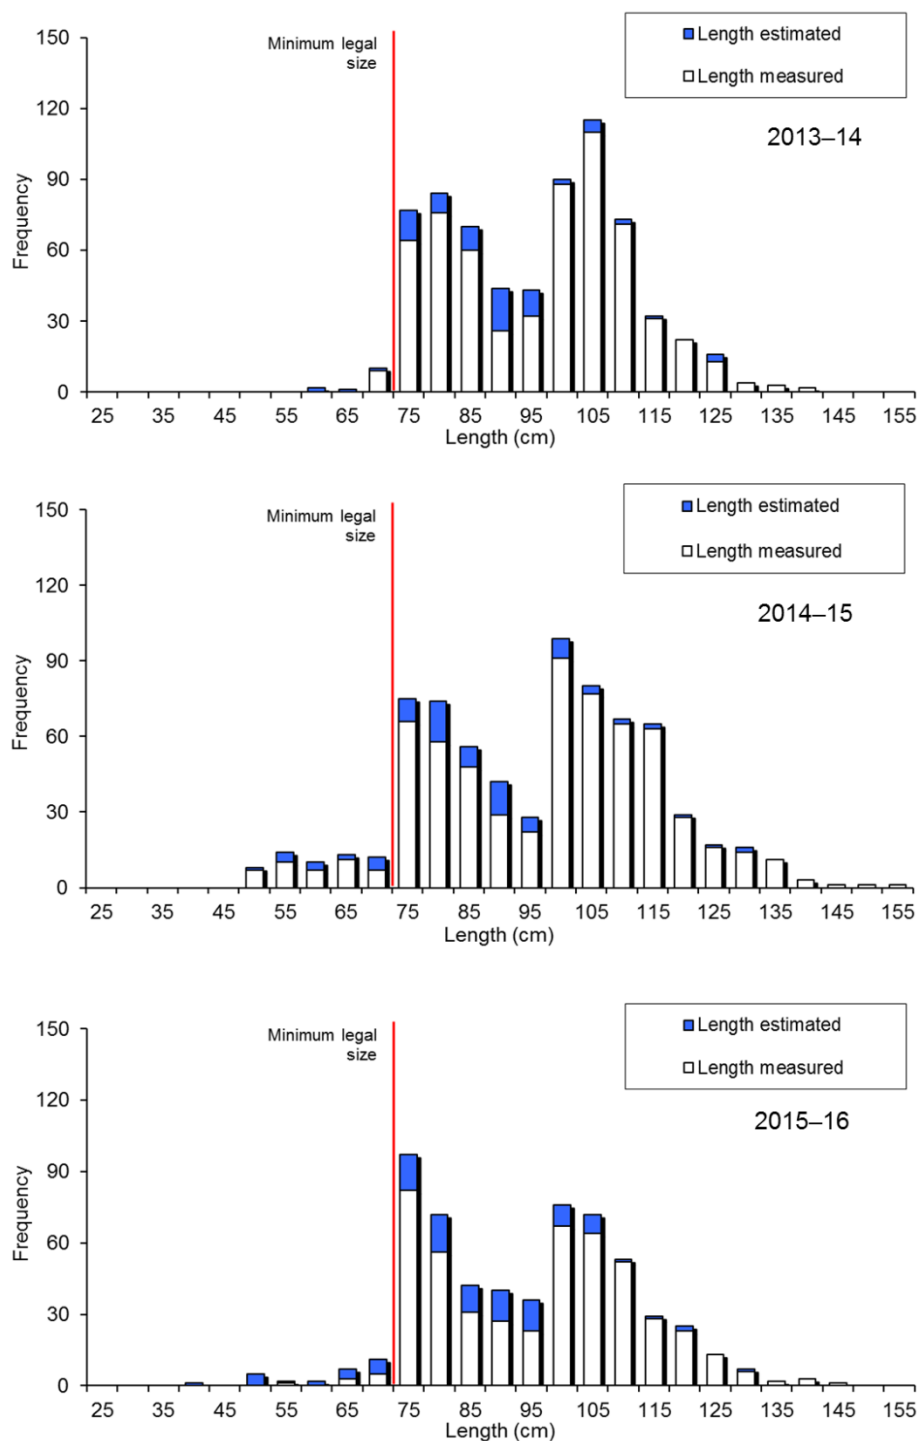 150
120
90
60
30
0
Frequency
Minimum legal
size
Length estimated
Length measured
2013–14
25 35 45 55 65 75 85 95 105 115 125 135 145 155
Length (cm)
150
120
90
60
30
0
Frequency
Minimum legal
size
Length estimated
Length measured
2014–15
25 35 45 55 65 75 85 95 105 115 125 135 145 155
Length (cm)
150
120
90
60
30
0
Frequency
Minimum legal
size
Length estimated
Length measured
2015–16
25 35 45 55 65 75 85 95 105 115 125 135 145 155
Length (cm)